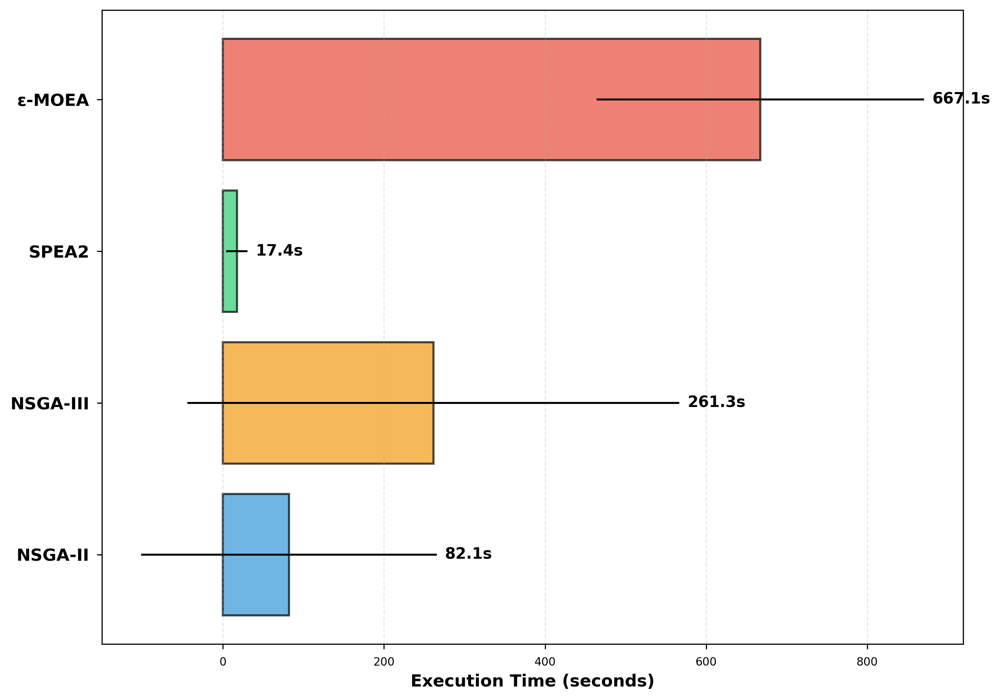 ε-MOEA
667.1s
SPEA2
17.4s
NSGA-III
261.3s
NSGA-II
82.1s
0 200 400 600 800
Execution Time (seconds)